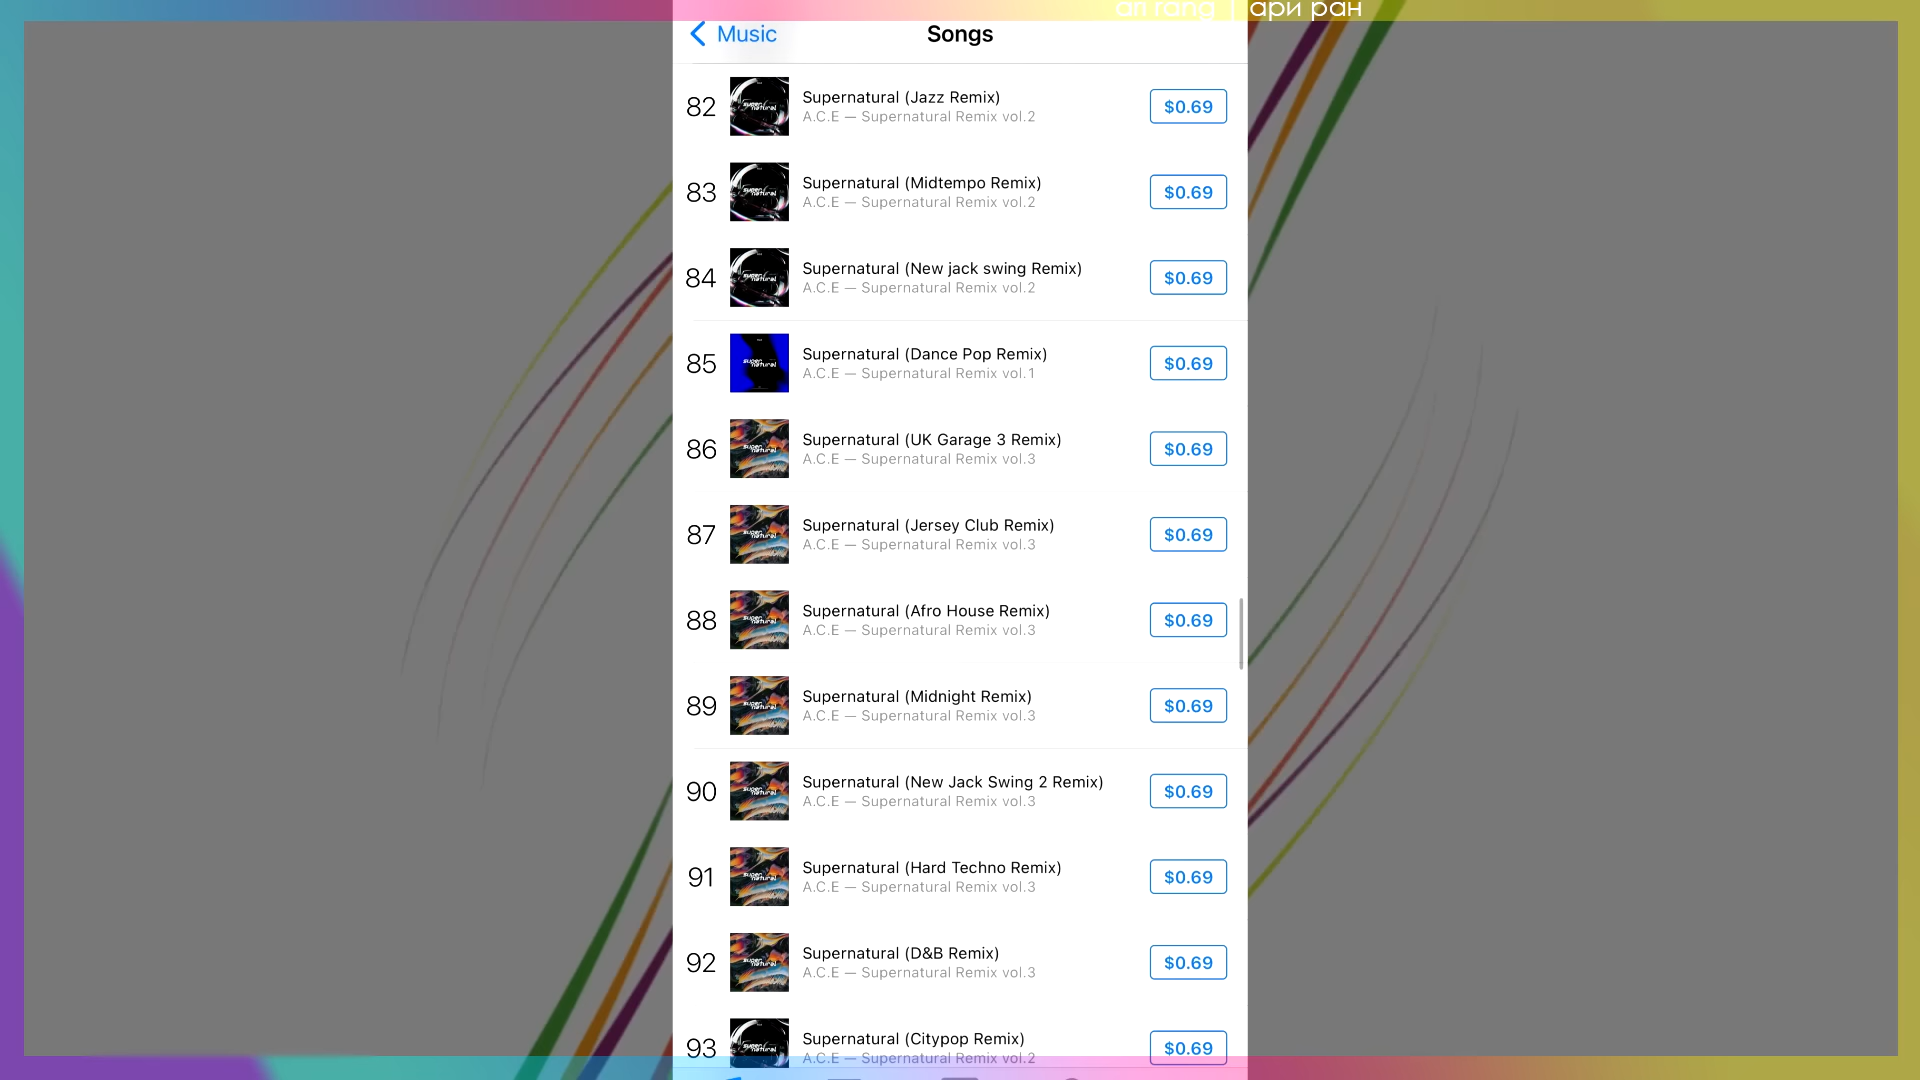 ari rang | ари ран
Music
Songs
82
Supernatural (Jazz Remix)
A.C.E — Supernatural Remix vol.2
$0.69
83
Supernatural (Midtempo Remix)
A.C.E — Supernatural Remix vol.2
$0.69
84
Supernatural (New jack swing Remix)
A.C.E — Supernatural Remix vol.2
$0.69
85
Supernatural (Dance Pop Remix)
A.C.E — Supernatural Remix vol.1
$0.69
86
Supernatural (UK Garage 3 Remix)
A.C.E — Supernatural Remix vol.3
$0.69
87
Supernatural (Jersey Club Remix)
A.C.E — Supernatural Remix vol.3
$0.69
88
Supernatural (Afro House Remix)
A.C.E — Supernatural Remix vol.3
$0.69
89
Supernatural (Midnight Remix)
A.C.E — Supernatural Remix vol.3
$0.69
90
Supernatural (New Jack Swing 2 Remix)
A.C.E — Supernatural Remix vol.3
$0.69
91
Supernatural (Hard Techno Remix)
A.C.E — Supernatural Remix vol.3
$0.69
92
Supernatural (D&B Remix)
A.C.E — Supernatural Remix vol.3
$0.69
93
Supernatural (Citypop Remix)
A.C.E — Supernatural Remix vol.2
$0.69